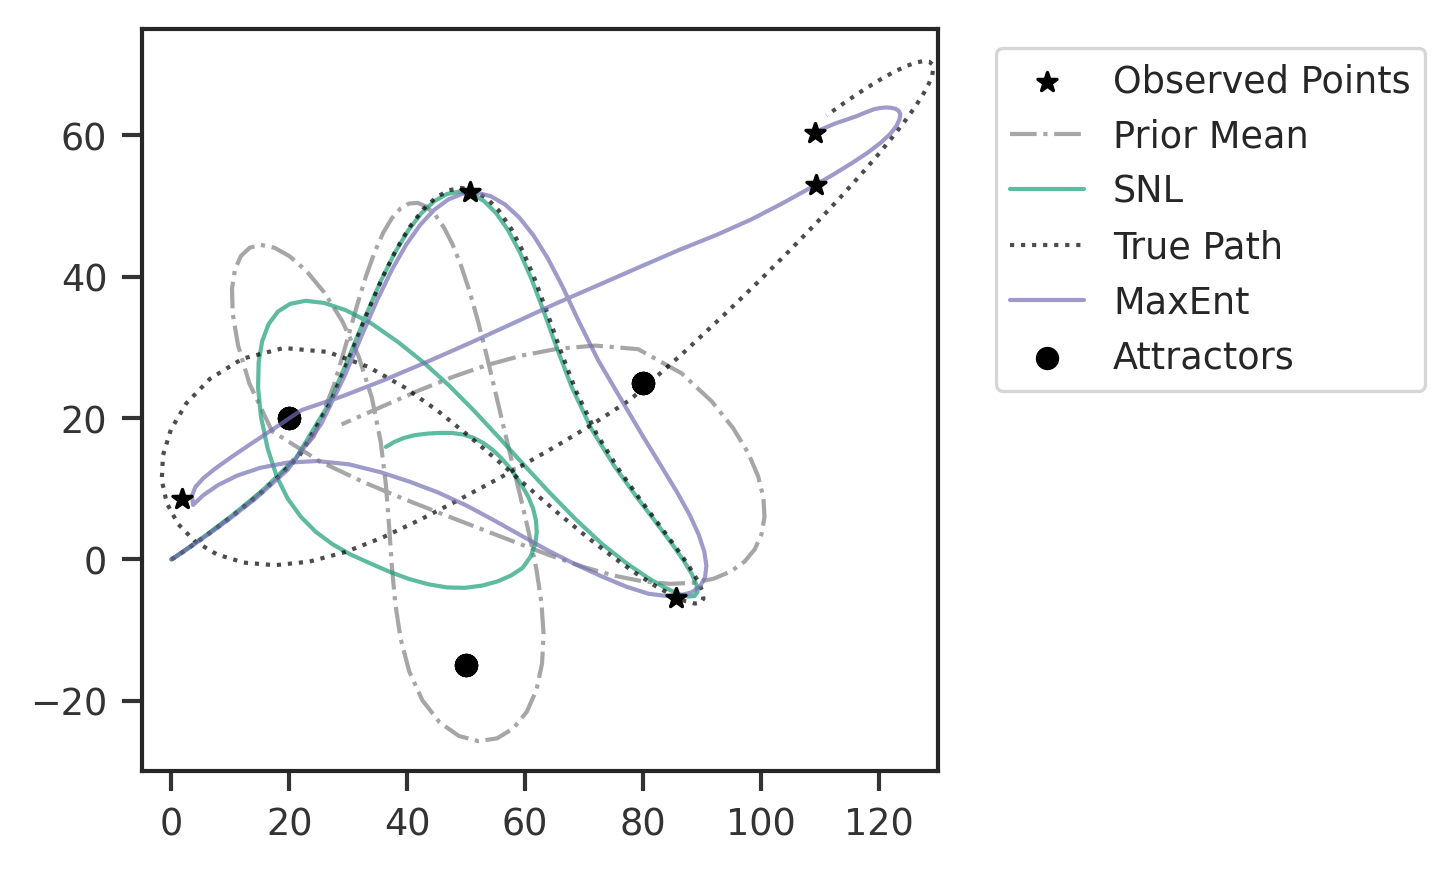 60
40
20
0
−20
0 20 40 60 80 100 120
Observed Points
Prior Mean
SNL
True Path
MaxEnt
Attractors